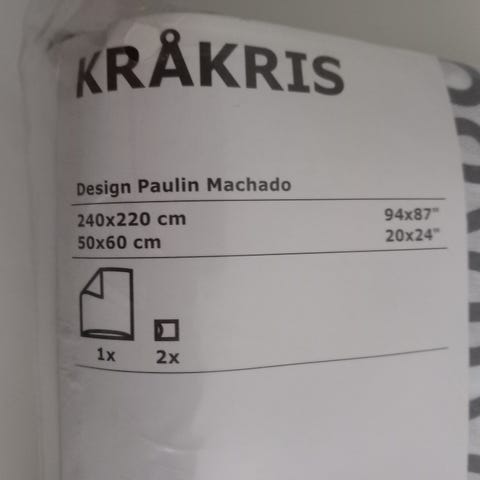 KRÅKRIS
Design Paulin Machado
240x220 cm 94x87"
50x60 cm 20x24"
1x 2x